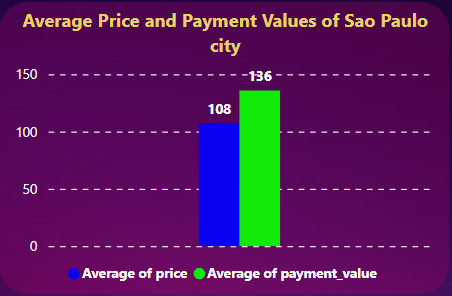 Average Price and Payment Values of Sao Paulo
city
150
136
108
100
50
0
Average of price Average of payment_value